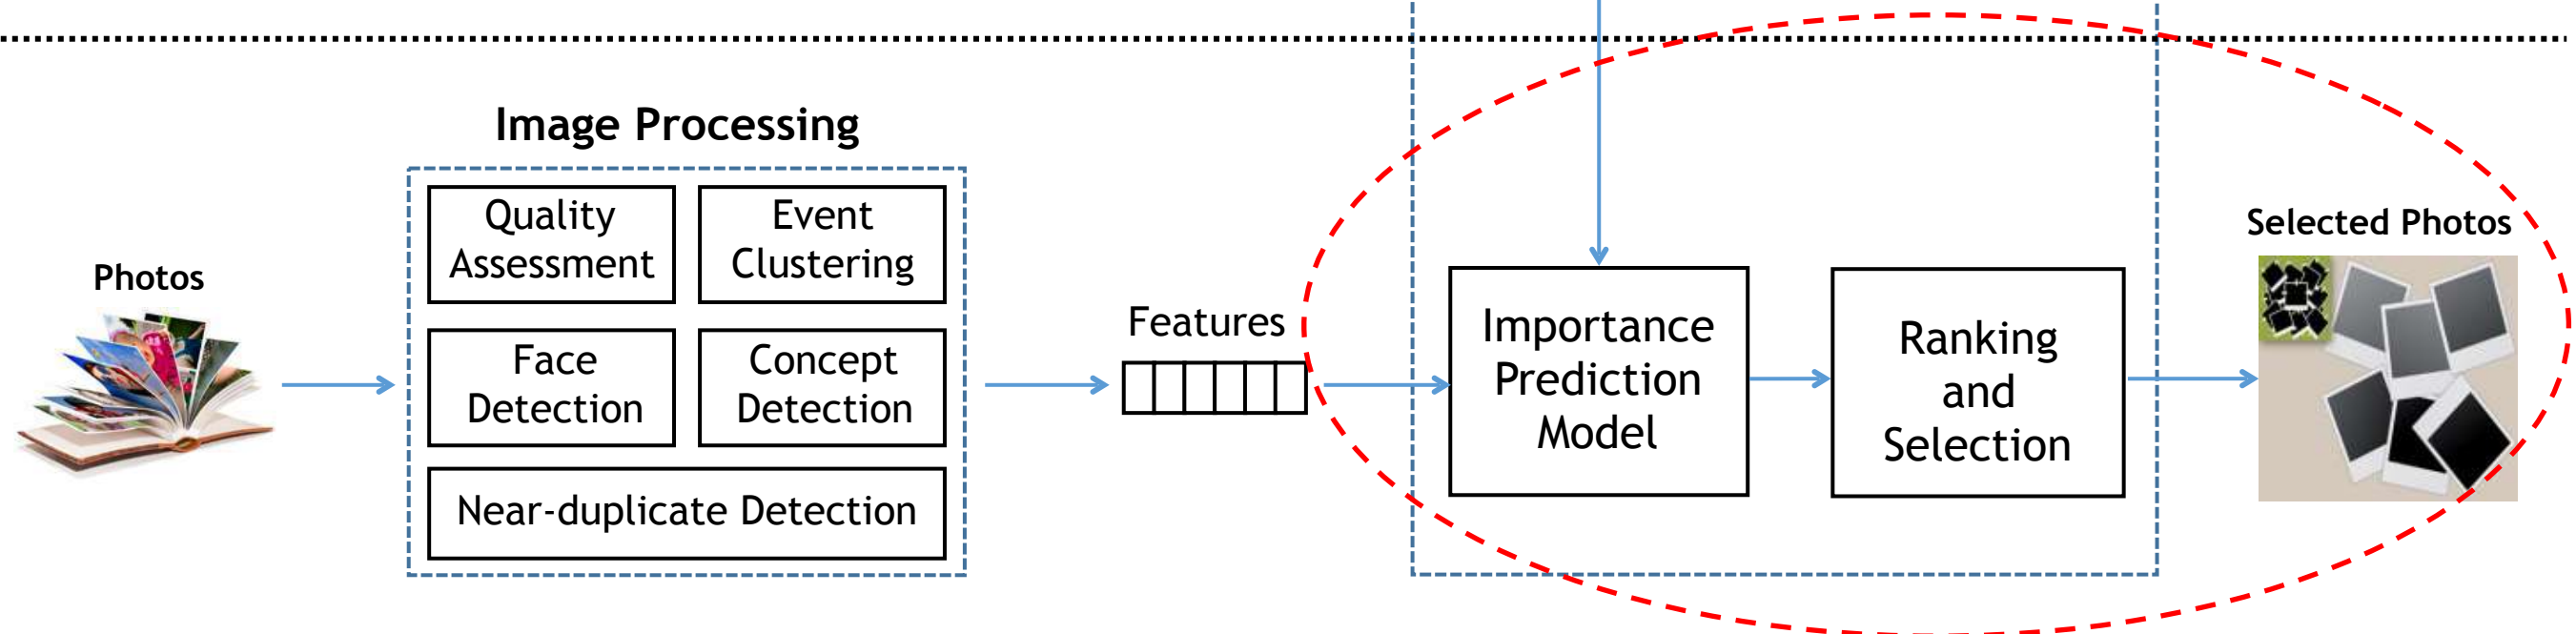 Image Processing
Quality
Assessment
Event
Clustering
Photos
Face
Detection
Concept
Detection
Near-duplicate Detection
Features
Importance
Prediction
Model
Ranking
and
Selection
Selected Photos